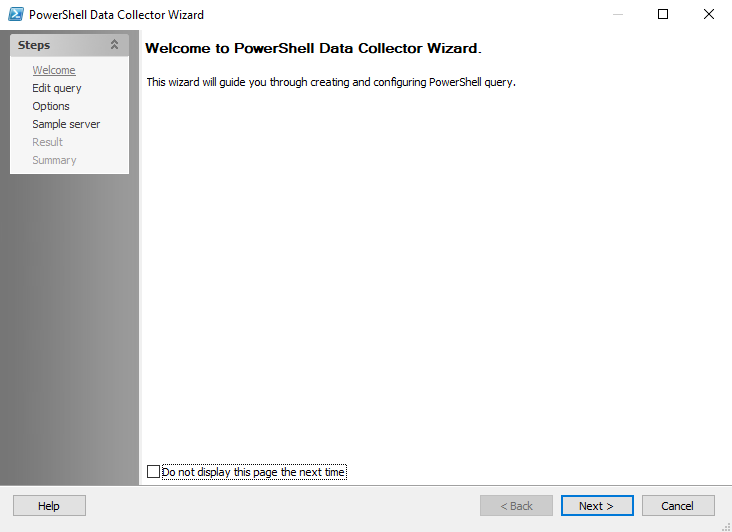 PowerShell Data Collector Wizard
Steps
Welcome
Edit query
Options
Sample server
Result
Summary
Welcome to PowerShell Data Collector Wizard.
This wizard will guide you through creating and configuring PowerShell query.
Do not display this page the next time
Help
< Back
Next >
Cancel